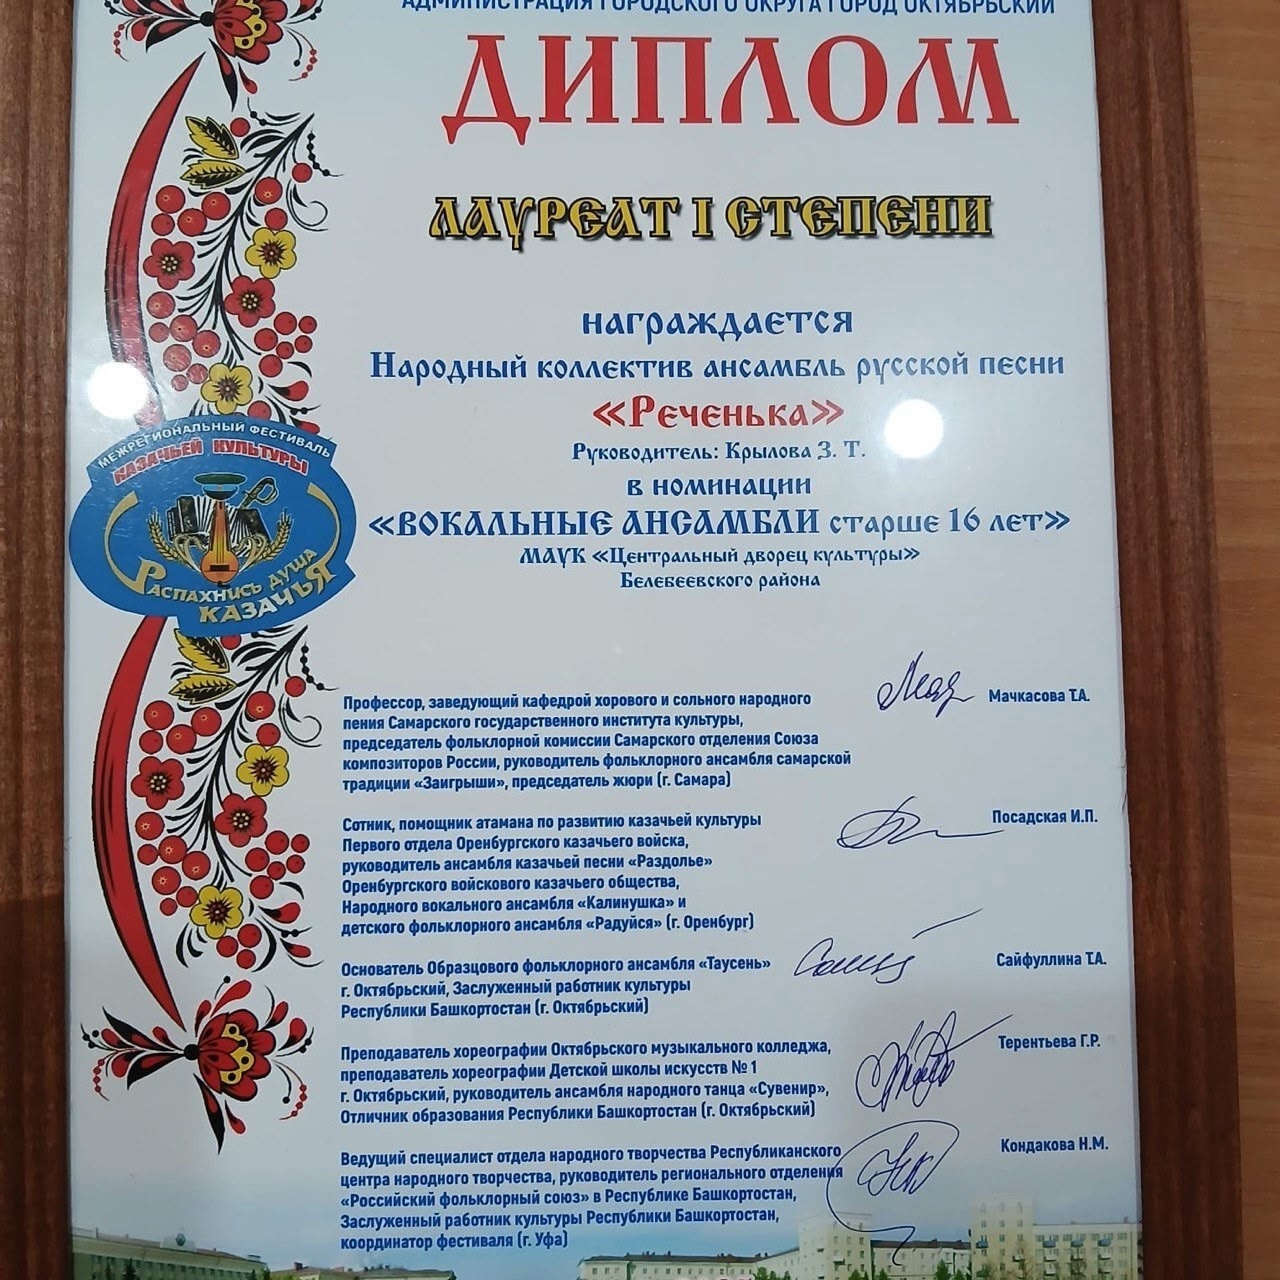 АДМИНИСТРАЦИЯ ГОРОДСКОГО ОКРУГА ГОРОД ОКТЯБРЬСКИЙ
ДИПЛОМ
ЛАУРЕАТ I СТЕПЕНИ
награждается
Народный коллектив ансамбль русской песни
«Реченька»
Руководитель: Крылова З. Т.
в номинации
«ВОКАЛЬНЫЕ АНСАМБЛИ старше 16 лет»
МАУК «Центральный дворец культуры»
Белебеевского района
МЕЖРЕГИОНАЛЬНЫЙ ФЕСТИВАЛЬ
КАЗАЧЬЕЙ КУЛЬТУРЫ
РАСПАХНИСЬ ДУША
КАЗАЧЬЯ
Профессор, заведующий кафедрой хорового и сольного народного
пения Самарского государственного института культуры,
председатель фольклорной комиссии Самарского отделения Союза
композиторов России, руководитель фольклорного ансамбля самарской
традиции «Заигрыши», председатель жюри (г. Самара)
Мачкасова Т.А.
Сотник, помощник атамана по развитию казачьей культуры
Первого отдела Оренбургского казачьего войска,
руководитель ансамбля казачьей песни «Раздолье»
Оренбургского войскового казачьего общества,
Народного вокального ансамбля «Калинушка» и
детского фольклорного ансамбля «Радуйся» (г. Оренбург)
Посадская И.П.
Основатель Образцового фольклорного ансамбля «Таусень»
г. Октябрьский, Заслуженный работник культуры
Республики Башкортостан (г. Октябрьский)
Сайфуллина Т.А.
Преподаватель хореографии Октябрьского музыкального колледжа,
преподаватель хореографии Детской школы искусств № 1
г. Октябрьский, руководитель ансамбля народного танца «Сувенир»,
Отличник образования Республики Башкортостан (г. Октябрьский)
Терентьева Г.Р.
Ведущий специалист отдела народного творчества Республиканского
центра народного творчества, руководитель регионального отделения
«Российский фольклорный союз» в Республике Башкортостан,
Заслуженный работник культуры Республики Башкортостан,
координатор фестиваля (г. Уфа)
Кондакова Н.М.